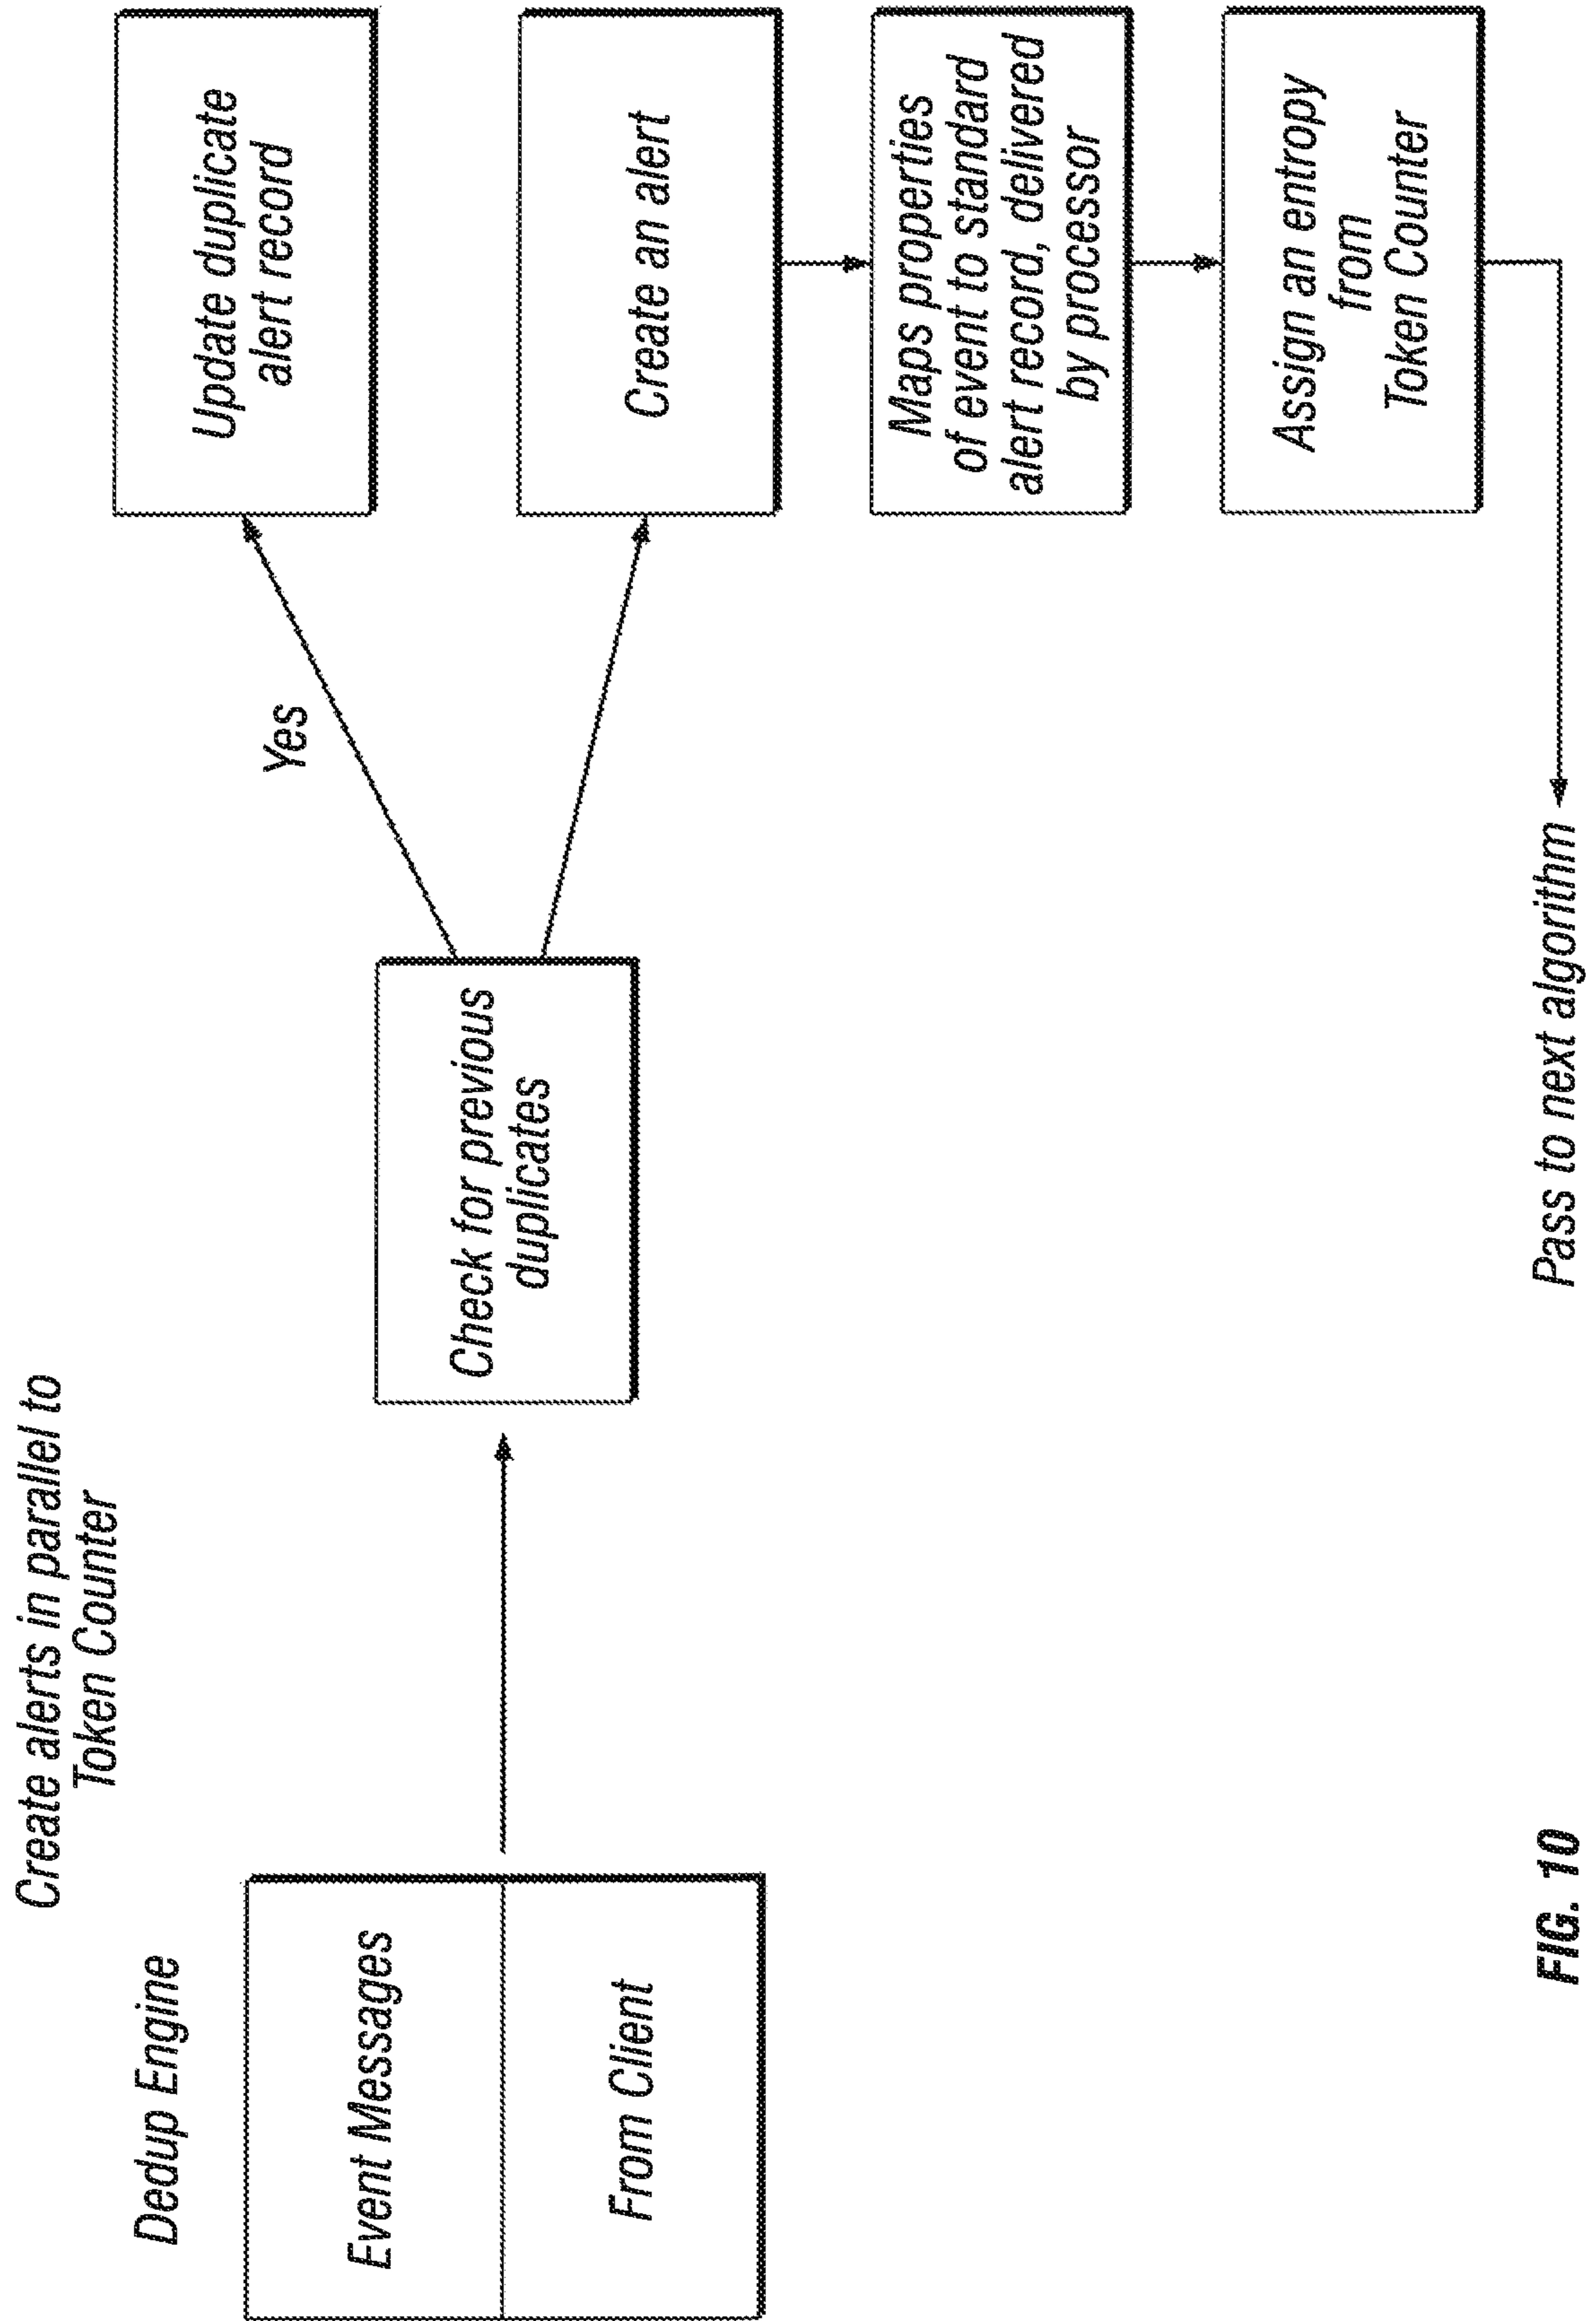 Create alerts in parallel to
Token Counter
Dedup Engine
Event Messages
From Client
Check for previous
duplicates
Yes
Update duplicate
alert record
Create an alert
Maps properties
of event to standard
alert record, delivered
by processor
Assign an entropy
from
Token Counter
Pass to next algorithm
FIG. 10